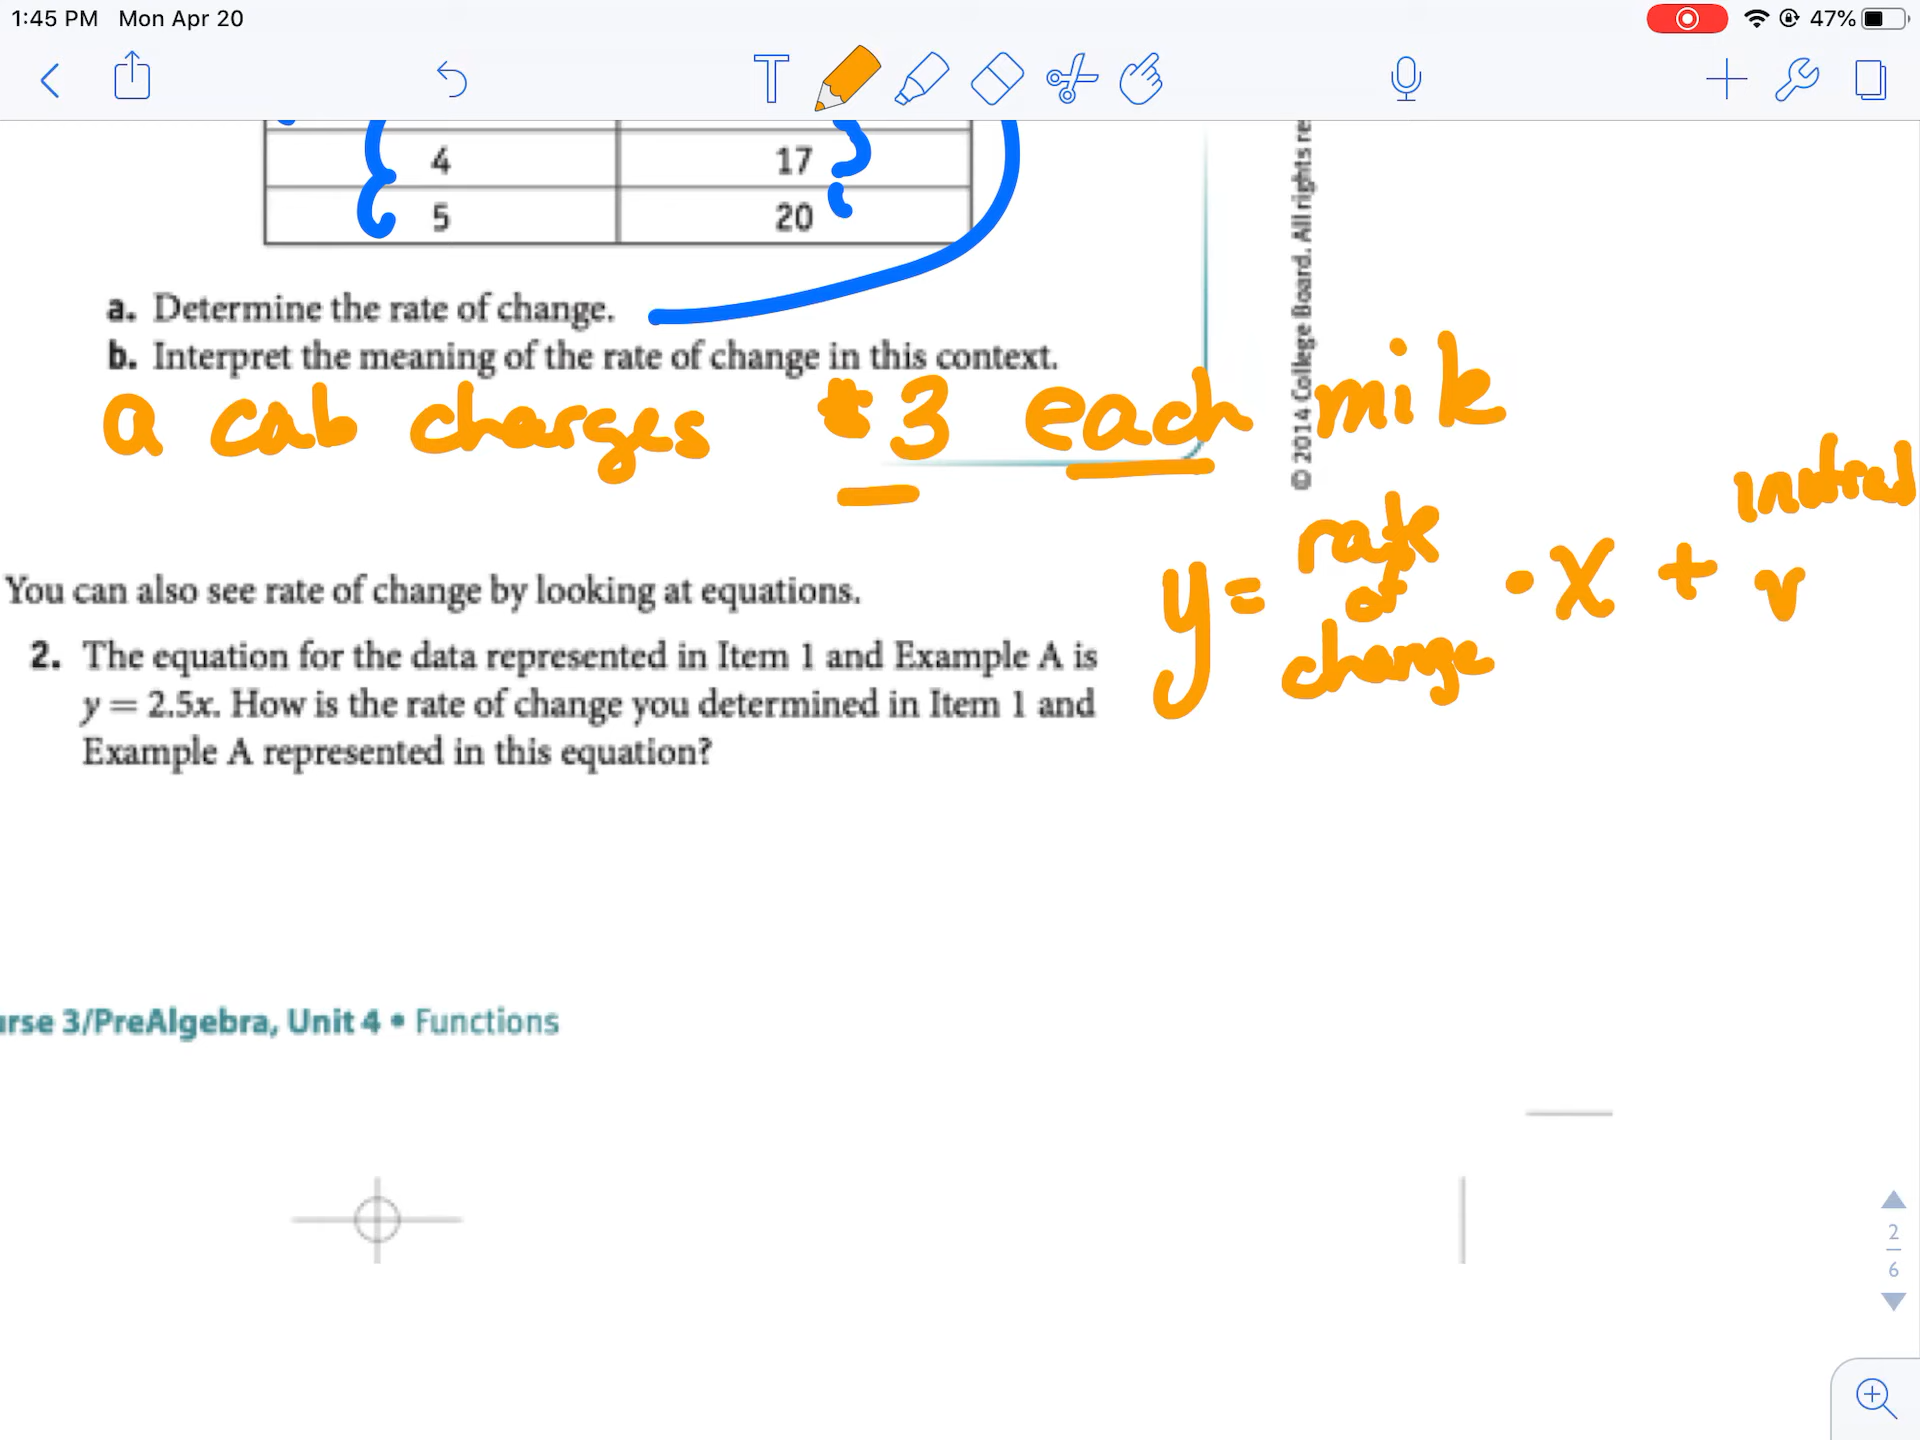 1:45 PM Mon Apr 20
47%
T
4 17
5 20
a. Determine the rate of change.
b. Interpret the meaning of the rate of change in this context.
a cab charges $3 each mile
© 2014 College Board. All rights re
You can also see rate of change by looking at equations.
y = rate of change · x + initial v
2. The equation for the data represented in Item 1 and Example A is
y = 2.5x. How is the rate of change you determined in Item 1 and
Example A represented in this equation?
urse 3/PreAlgebra, Unit 4 • Functions
2
6